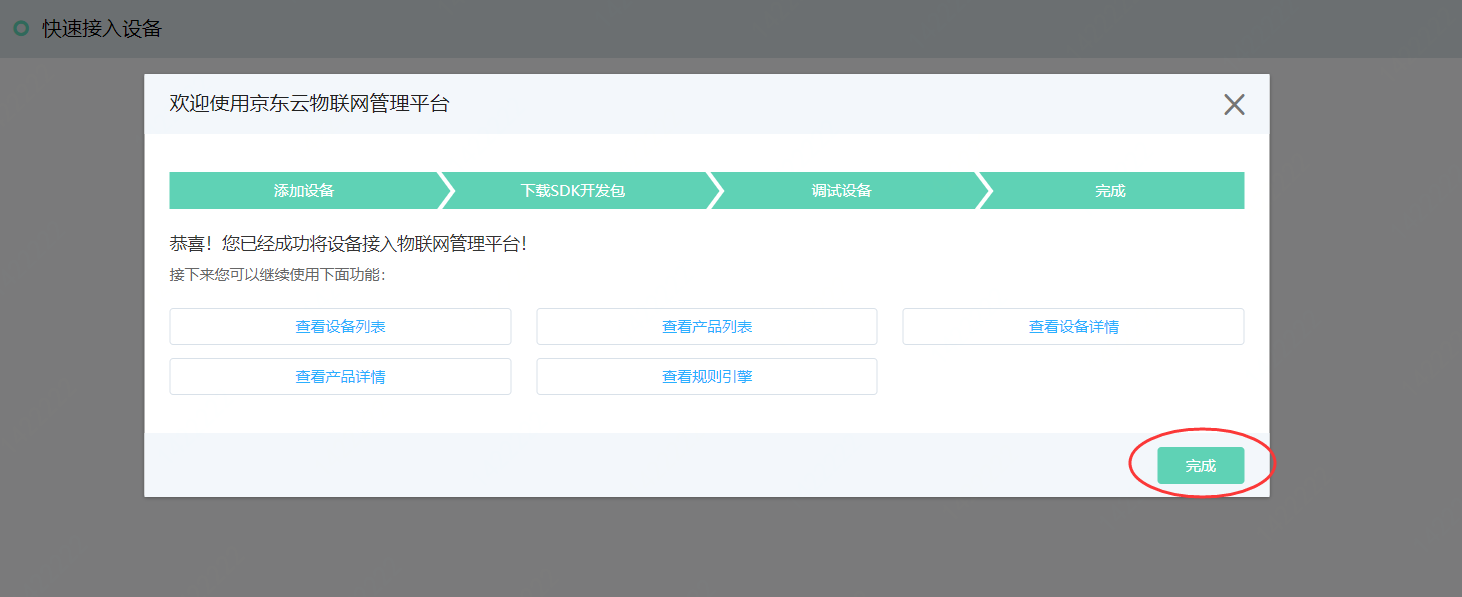 快速接入设备
欢迎使用京东云物联网管理平台
添加设备 下载SDK开发包 调试设备 完成
恭喜！您已经成功将设备接入物联网管理平台！
接下来您可以继续使用下面功能：
查看设备列表 查看产品列表 查看设备详情
查看产品详情 查看规则引擎
完成